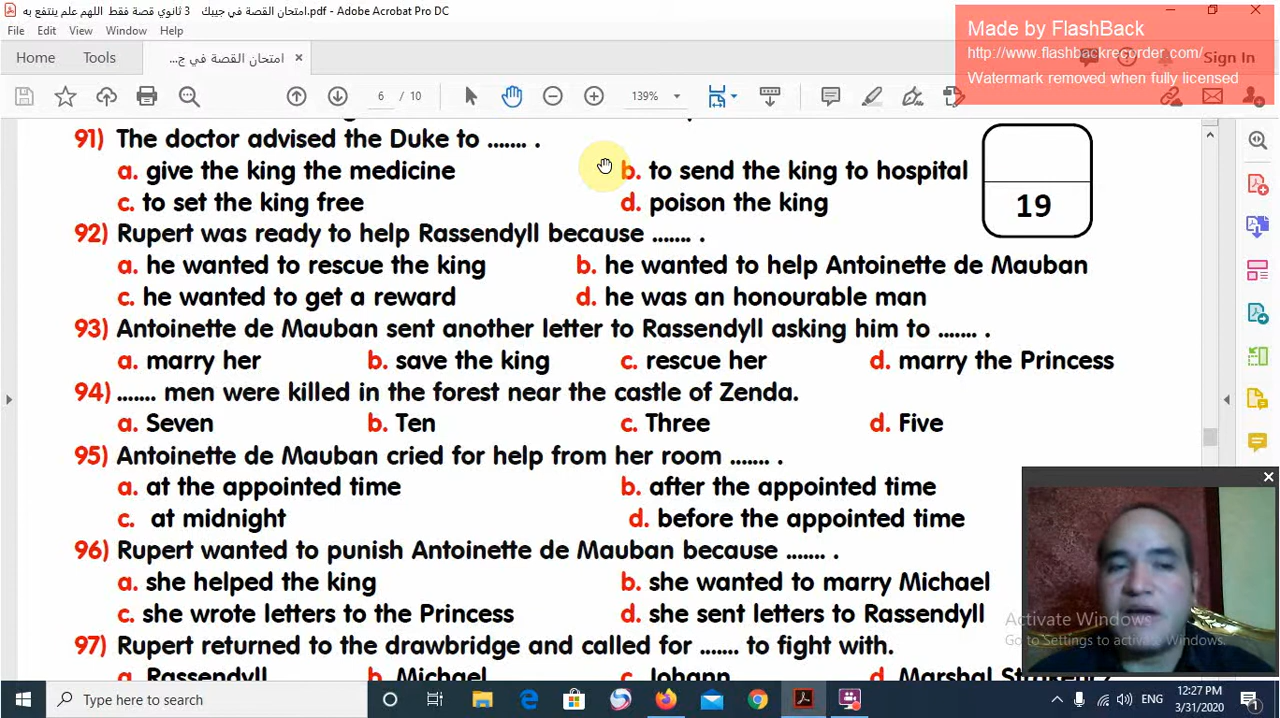 امتحان القصة في جيبك 3 ثانوي قصة فقط اللهم علم ينتفع به.pdf - Adobe Acrobat Pro DC
Made by FlashBack
http://www.flashbackrecorder.com/
Watermark removed when fully licensed
File Edit View Window Help
Home Tools امتحان القصة في ج... × Sign In
6 / 10 139%
91) The doctor advised the Duke to ....... .
a. give the king the medicine b. to send the king to hospital
c. to set the king free d. poison the king
19
92) Rupert was ready to help Rassendyll because ....... .
a. he wanted to rescue the king b. he wanted to help Antoinette de Mauban
c. he wanted to get a reward d. he was an honourable man
93) Antoinette de Mauban sent another letter to Rassendyll asking him to ....... .
a. marry her b. save the king c. rescue her d. marry the Princess
94) ....... men were killed in the forest near the castle of Zenda.
a. Seven b. Ten c. Three d. Five
95) Antoinette de Mauban cried for help from her room ....... .
a. at the appointed time b. after the appointed time
c. at midnight d. before the appointed time
96) Rupert wanted to punish Antoinette de Mauban because ....... .
a. she helped the king b. she wanted to marry Michael
c. she wrote letters to the Princess d. she sent letters to Rassendyll
Activate Windows
Go to Settings to activate Windows.
97) Rupert returned to the drawbridge and called for ....... to fight with.
a. Rassendyll b. Michael c. Johann d. Marshal
Type here to search
ENG
12:27 PM
3/31/2020